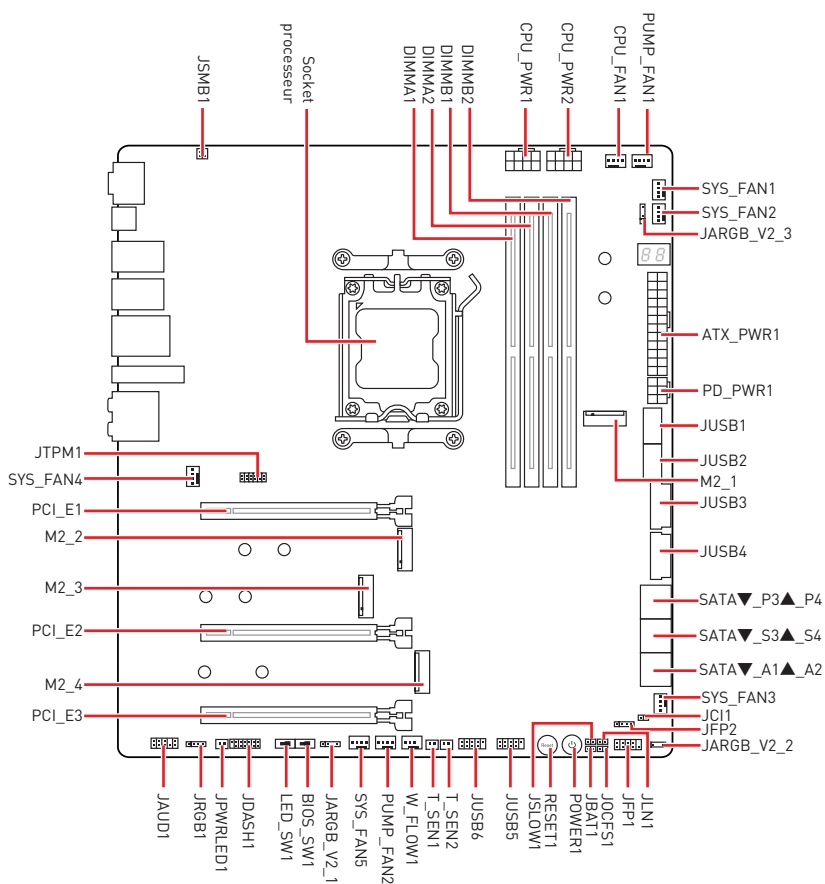 JSMB1
Socket
processeur
DIMMA1
DIMMA2
DIMMB1
DIMMB2
CPU_PWR1
CPU_PWR2
CPU_FAN1
PUMP_FAN1
SYS_FAN1
SYS_FAN2
JARGB_V2_3
88
ATX_PWR1
PD_PWR1
JUSB1
JUSB2
M2_1
JUSB3
JUSB4
SATA▼_P3▲_P4
SATA▼_S3▲_S4
SATA▼_A1▲_A2
SYS_FAN3
JCI1
JFP2
JARGB_V2_2
JTPM1
SYS_FAN4
PCI_E1
M2_2
M2_3
PCI_E2
M2_4
PCI_E3
Reset
JAUD1
JRGB1
JPWRLED1
JDASH1
LED_SW1
BIOS_SW1
JARGB_V2_1
SYS_FAN5
PUMP_FAN2
W_FLOW1
T_SEN1
T_SEN2
JUSB6
JUSB5
JSLOW1
RESET1
POWER1
JBAT1
JOCFS1
JFP1
JLN1